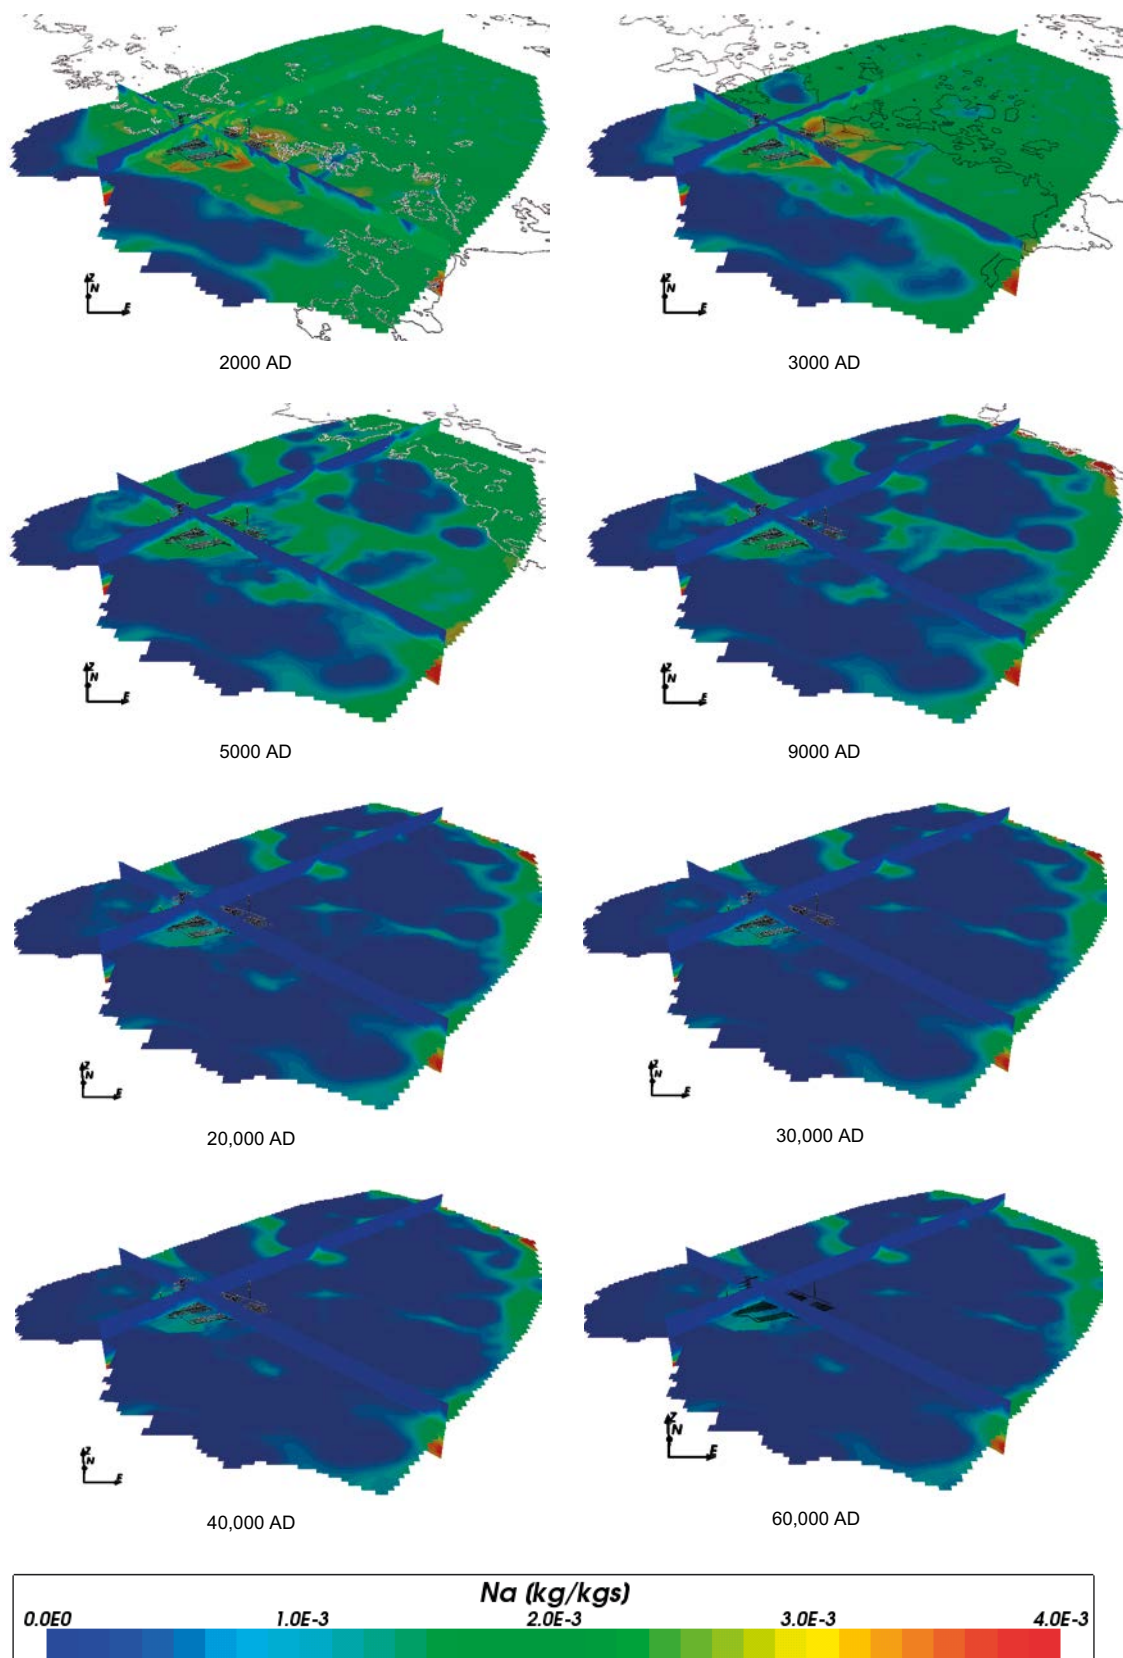 Z
N
E
2000 AD
Z
N
E
3000 AD
Z
N
E
5000 AD
Z
N
E
9000 AD
Z
N
E
20,000 AD
Z
N
E
30,000 AD
Z
N
E
40,000 AD
Z
N
E
60,000 AD
Na (kg/kgs)
0.0E0 1.0E-3 2.0E-3 3.0E-3 4.0E-3